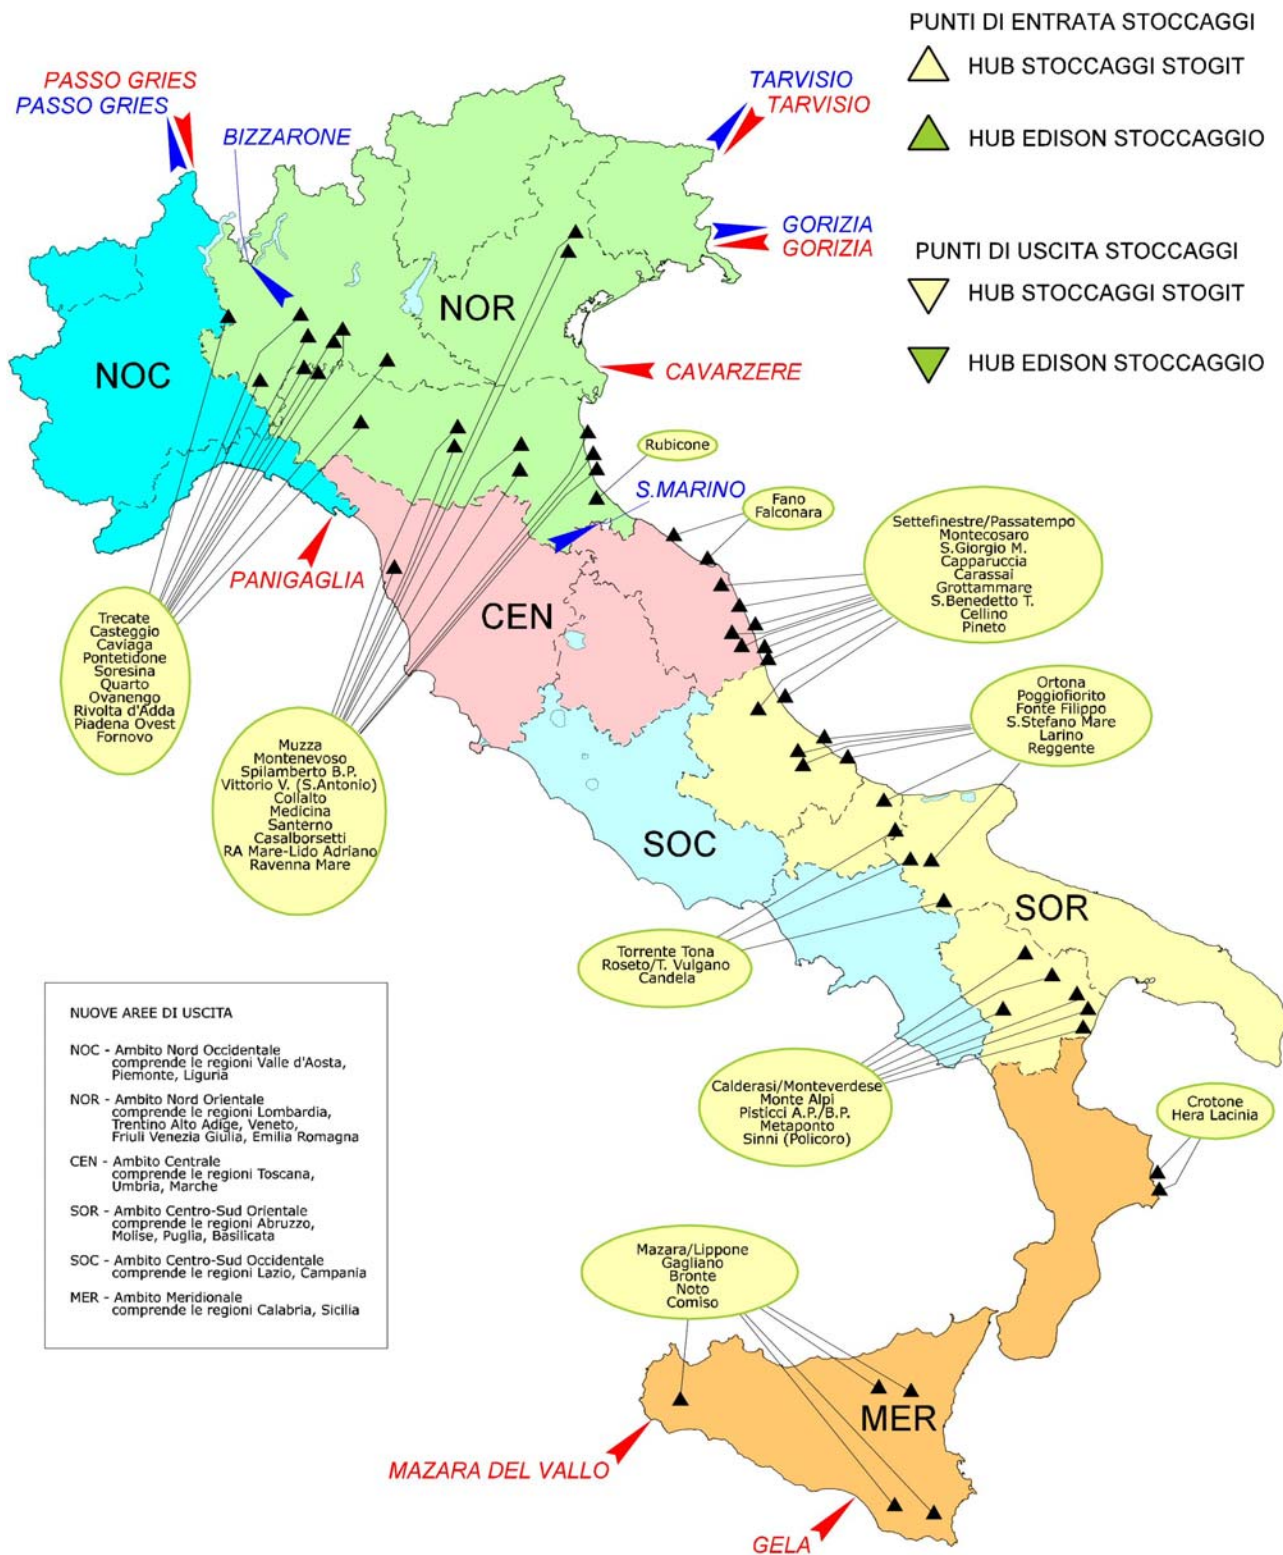 PUNTI DI ENTRATA STOCCAGGI
HUB STOCCAGGI STOGIT
HUB EDISON STOCCAGGIO
PUNTI DI USCITA STOCCAGGI
HUB STOCCAGGI STOGIT
HUB EDISON STOCCAGGIO
PASSO GRIES
PASSO GRIES
BIZZARONE
TARVISIO
TARVISIO
GORIZIA
GORIZIA
NOR
NOC
CAVARZERE
Rubicone
S.MARINO
Fano
Falconara
PANIGAGLIA
CEN
Settefinestre/Passatempo
Montecosaro
S.Giorgio M.
Capparuccia
Carassai
Grottammare
S.Benedetto T.
Cellino
Pineto
Trecate
Casteggio
Caviaga
Pontetidone
Soresina
Quarto
Ovanengo
Rivolta d'Adda
Piadena Ovest
Fornovo
Muzza
Montenevoso
Spilamberto B.P.
Vittorio V. (S.Antonio)
Collalto
Medicina
Santerno
Casalborsetti
RA Mare-Lido Adriano
Ravenna Mare
Ortona
Poggiofiorito
Fonte Filippo
S.Stefano Mare
Larino
Reggente
SOC
SOR
Torrente Tona
Roseto/T. Vulgano
Candela
Calderasi/Monteverdese
Monte Alpi
Pisticci A.P./B.P.
Metaponto
Sinni (Policoro)
Crotone
Hera Lacinia
NUOVE AREE DI USCITA
NOC - Ambito Nord Occidentale
comprende le regioni Valle d'Aosta,
Piemonte, Liguria
NOR - Ambito Nord Orientale
comprende le regioni Lombardia,
Trentino Alto Adige, Veneto,
Friuli Venezia Giulia, Emilia Romagna
CEN - Ambito Centrale
comprende le regioni Toscana,
Umbria, Marche
SOR - Ambito Centro-Sud Orientale
comprende le regioni Abruzzo,
Molise, Puglia, Basilicata
SOC - Ambito Centro-Sud Occidentale
comprende le regioni Lazio, Campania
MER - Ambito Meridionale
comprende le regioni Calabria, Sicilia
Mazara/Lippone
Gagliano
Bronte
Noto
Comiso
MER
MAZARA DEL VALLO
GELA